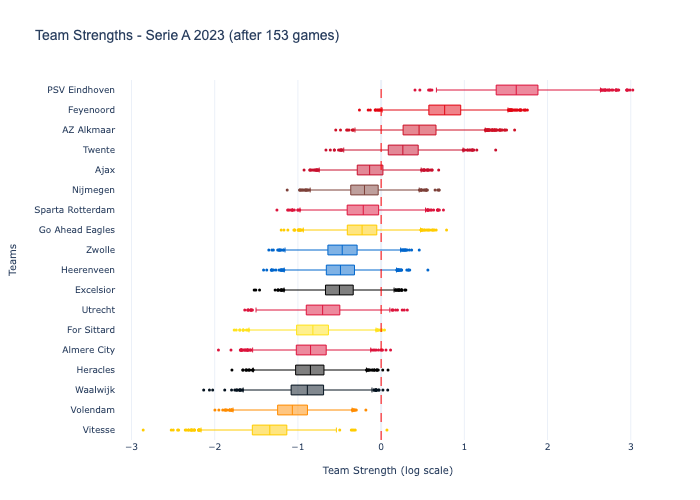 Team Strengths - Serie A 2023 (after 153 games)
PSV Eindhoven
Feyenoord
AZ Alkmaar
Twente
Ajax
Nijmegen
Sparta Rotterdam
Go Ahead Eagles
Zwolle
Heerenveen
Excelsior
Utrecht
For Sittard
Almere City
Heracles
Waalwijk
Volendam
Vitesse
Teams
−3 −2 −1 0 1 2 3
Team Strength (log scale)